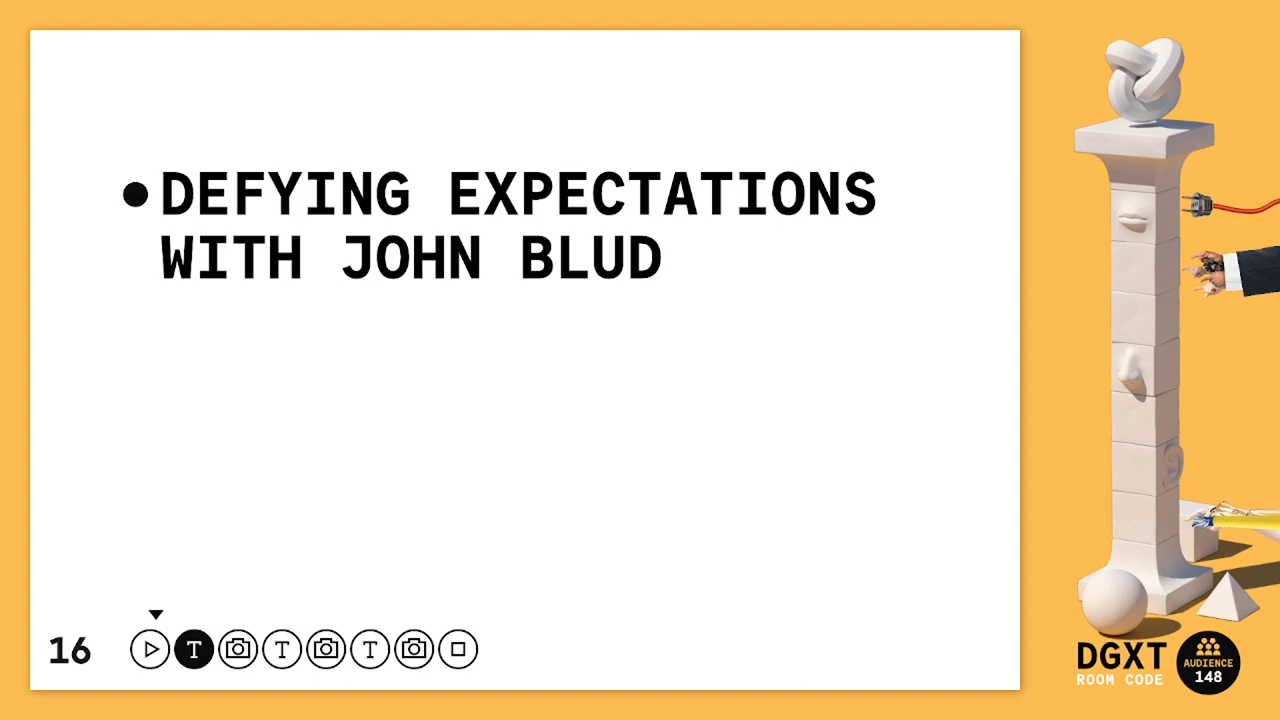 DEFYING EXPECTATIONS
WITH JOHN BLUD
16
T
T
T
DGXT
ROOM CODE
AUDIENCE
148